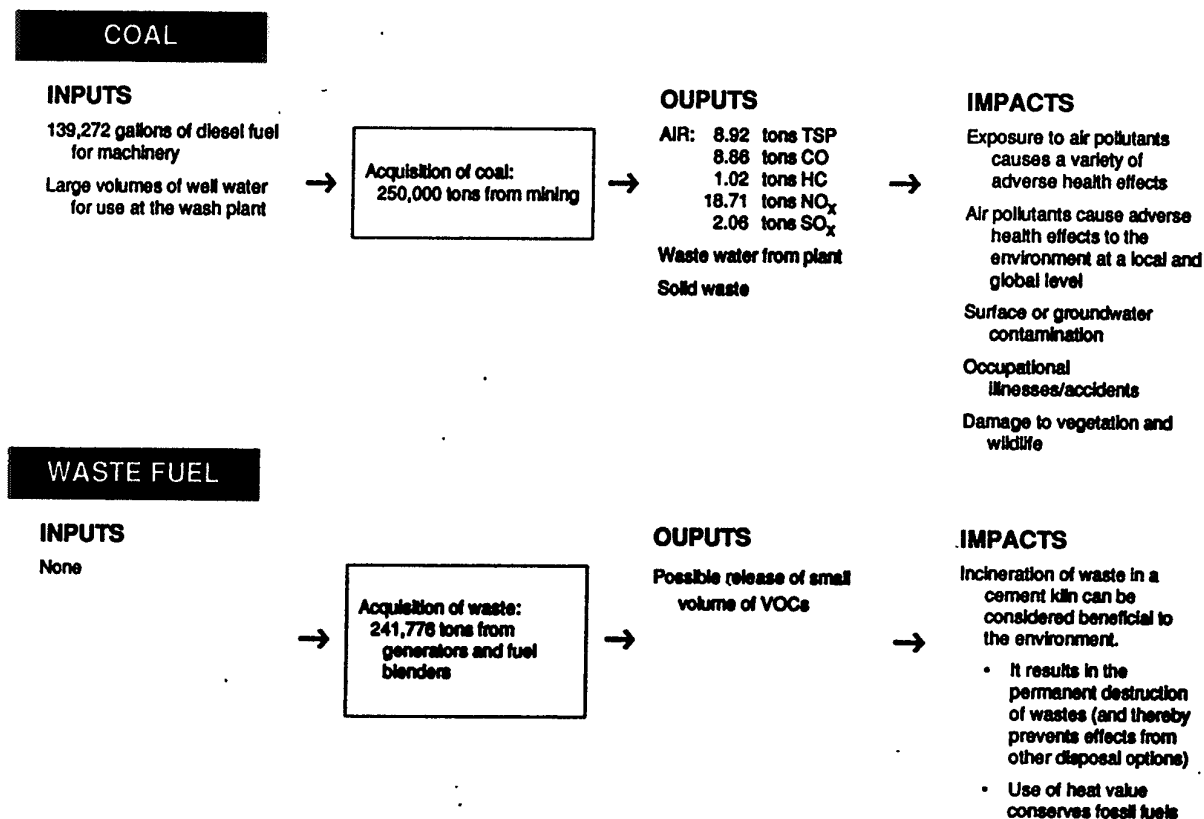 COAL
INPUTS
139,272 gallons of diesel fuel
for machinery
Large volumes of well water
for use at the wash plant
→
Acquisition of coal:
250,000 tons from mining
→
OUPUTS
AIR: 8.92 tons TSP
8.86 tons CO
1.02 tons HC
18.71 tons NOX
2.06 tons SOX
Waste water from plant
Solid waste
→
IMPACTS
Exposure to air pollutants
causes a variety of
adverse health effects
Air pollutants cause adverse
health effects to the
environment at a local and
global level
Surface or groundwater
contamination
Occupational
illnesses/accidents
Damage to vegetation and
wildlife
WASTE FUEL
INPUTS
None
→
Acquisition of waste:
241,776 tons from
generators and fuel
blenders
→
OUPUTS
Possible release of small
volume of VOCs
→
IMPACTS
Incineration of waste in a
cement kiln can be
considered beneficial to
the environment.
• It results in the
permanent destruction
of wastes (and thereby
prevents effects from
other disposal options)
• Use of heat value
conserves fossil fuels